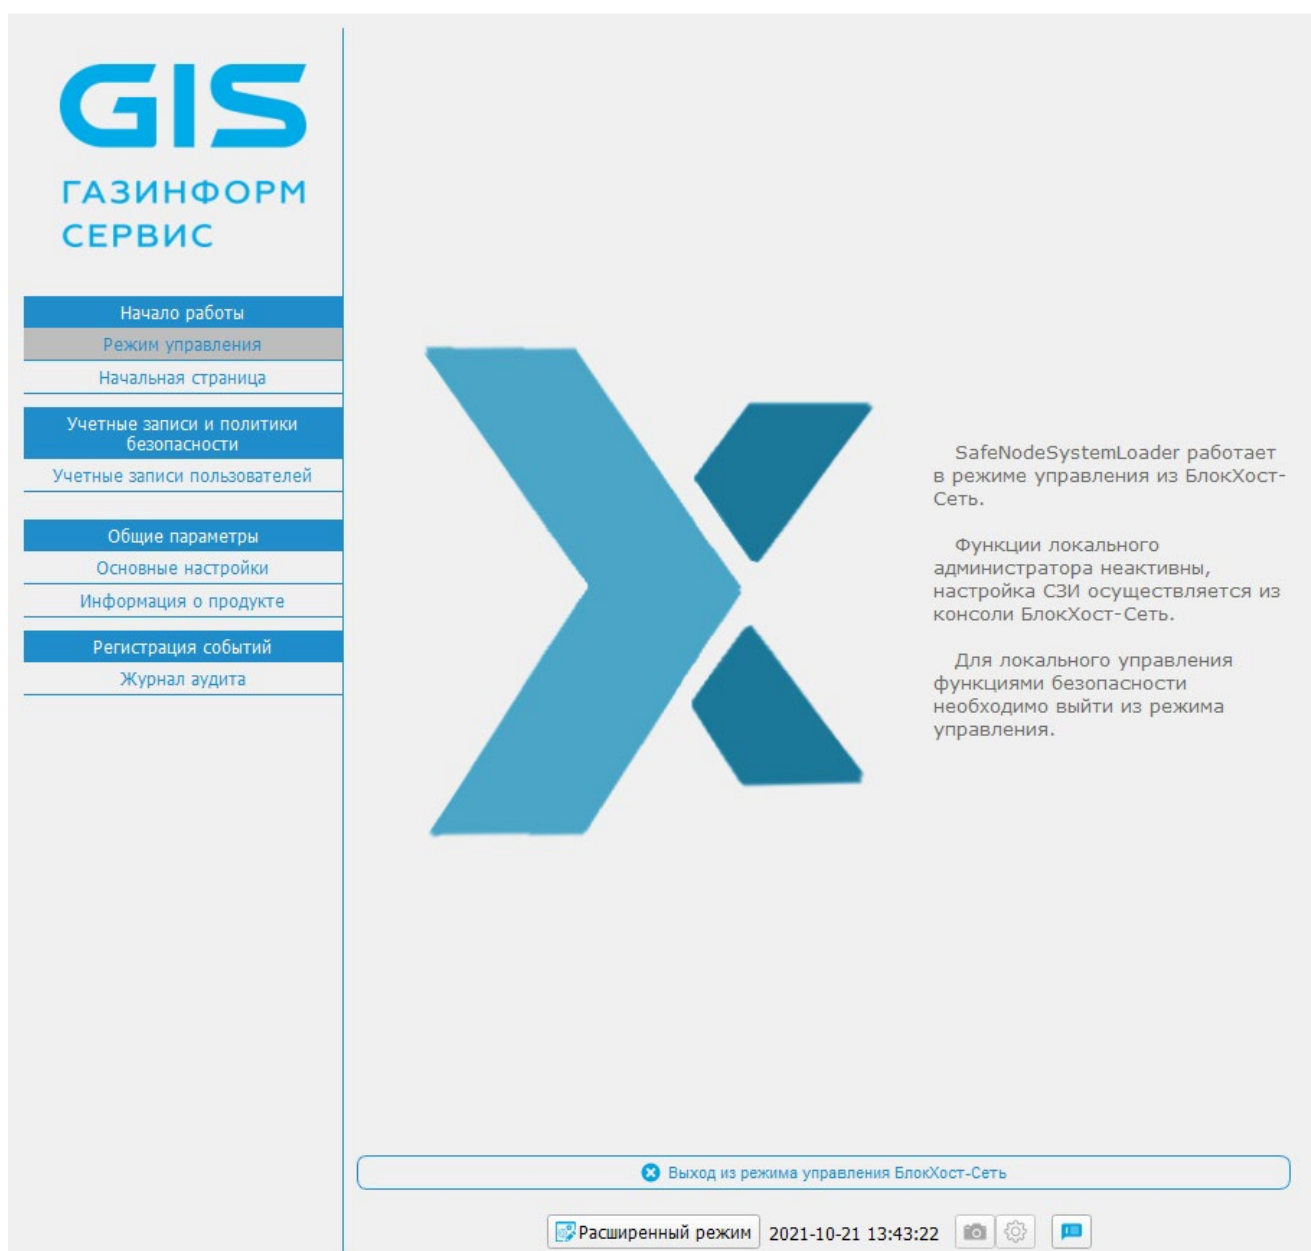 GIS
ГАЗИНФОРМ
СЕРВИС
Начало работы
Режим управления
Начальная страница
Учетные записи и политики
безопасности
Учетные записи пользователей
Общие параметры
Основные настройки
Информация о продукте
Регистрация событий
Журнал аудита
SafeNodeSystemLoader работает
в режиме управления из БлокХост-
Сеть.
Функции локального
администратора неактивны,
настройка СЗИ осуществляется из
консоли БлокХост-Сеть.
Для локального управления
функциями безопасности
необходимо выйти из режима
управления.
Выход из режима управления БлокХост-Сеть
Расширенный режим 2021-10-21 13:43:22